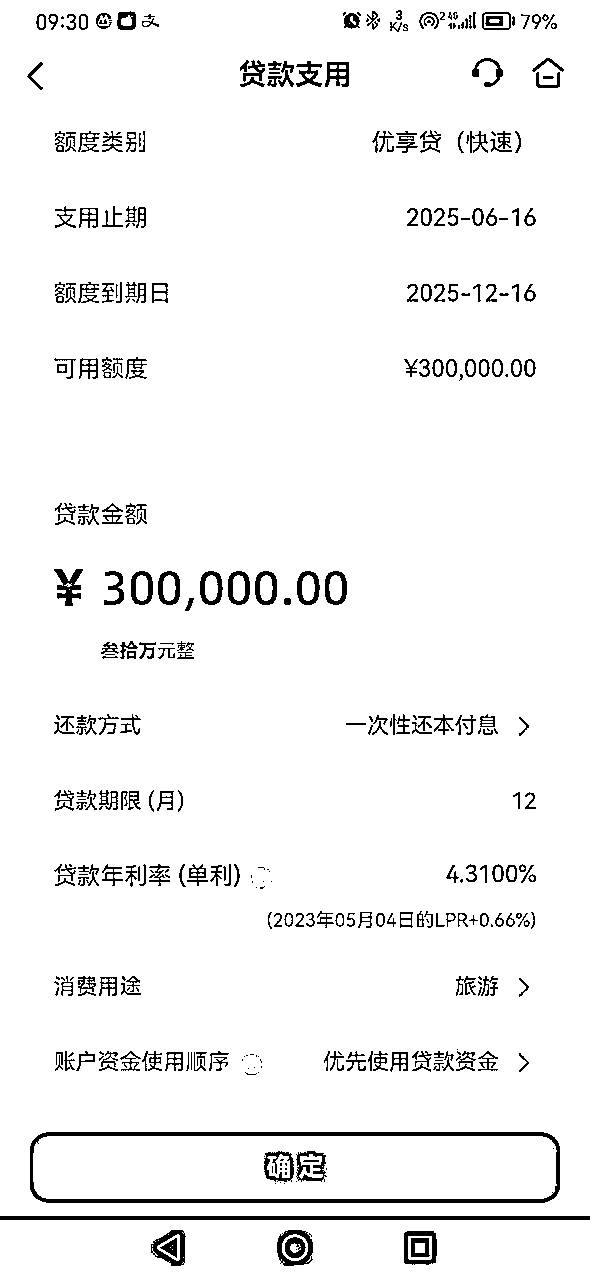 09:30 支 3 K/s 2 4G 79%
贷款支用
额度类别 优享贷（快速）
支用止期 2025-06-16
额度到期日 2025-12-16
可用额度 ¥300,000.00
贷款金额
¥ 300,000.00
叁拾万元整
还款方式 一次性还本付息
贷款期限 (月) 12
贷款年利率 (单利) 4.3100%
(2023年05月04日的LPR+0.66%)
消费用途 旅游
账户资金使用顺序 优先使用贷款资金
确定